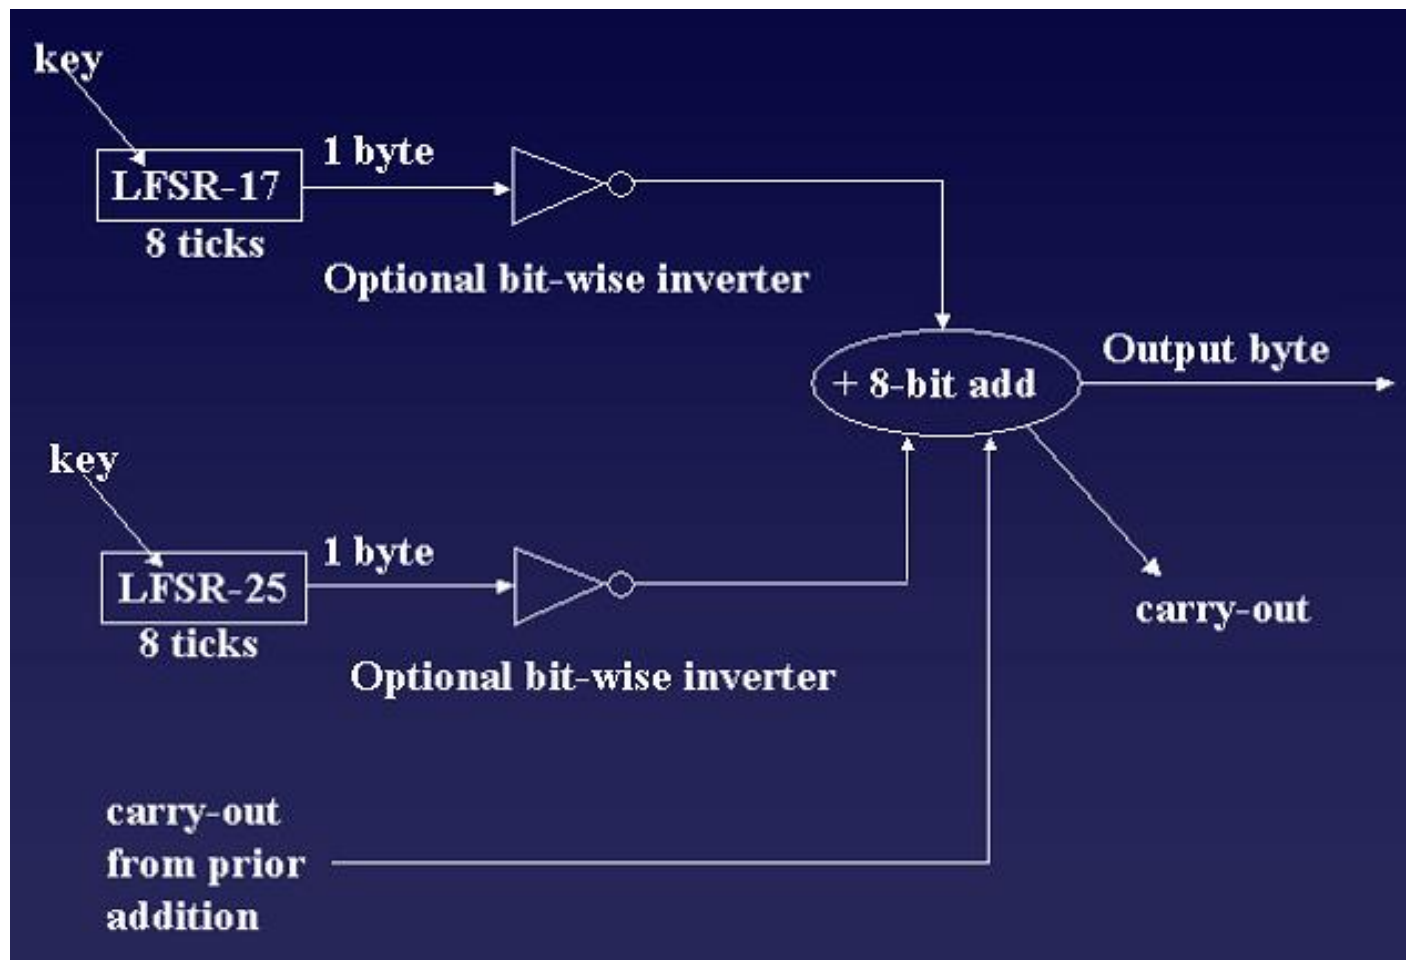 key
1 byte
LFSR-17
8 ticks
Optional bit-wise inverter
Output byte
+ 8-bit add
key
1 byte
LFSR-25
8 ticks
carry-out
Optional bit-wise inverter
carry-out
from prior
addition